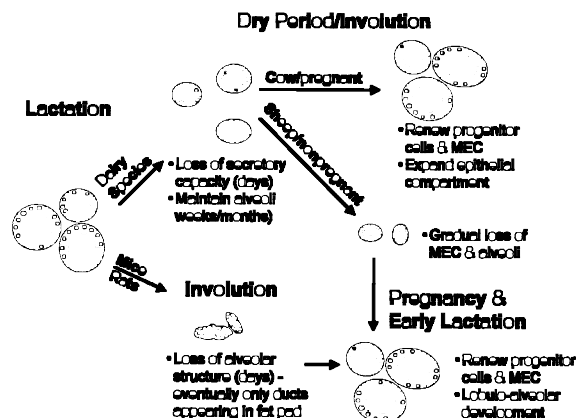 Dry Period/Involution
Lactation
Dairy
Species
Cow/pregnant
Sheep/nonpregnant
• Loss of secretory
capacity (days)
• Maintain alveoli
weeks/months)
• Renew progenitor
cells & MEC
• Expand epithelial
compartment
• Gradual loss of
MEC & alveoli
Mice
Rats
Involution
• Loss of alveolar
structure (days) -
eventually only ducts
appearing in fat pad
Pregnancy &
Early Lactation
• Renew progenitor
cells & MEC
• Lobulo-alveolar
development